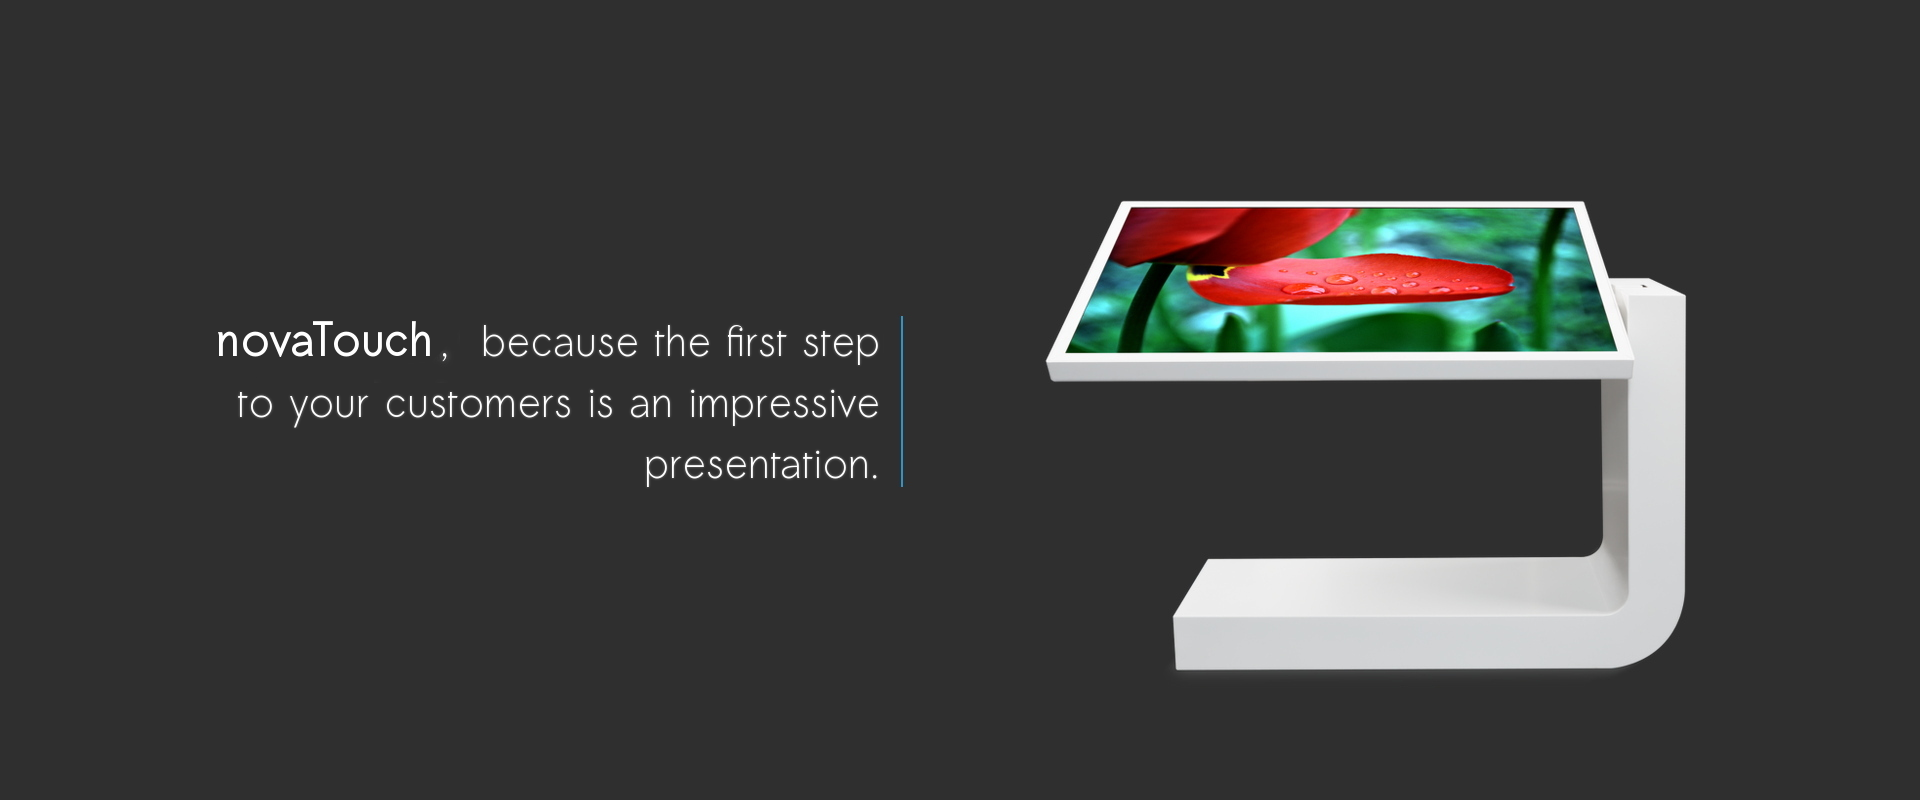 novaTouch, because the first step
to your customers is an impressive
presentation.